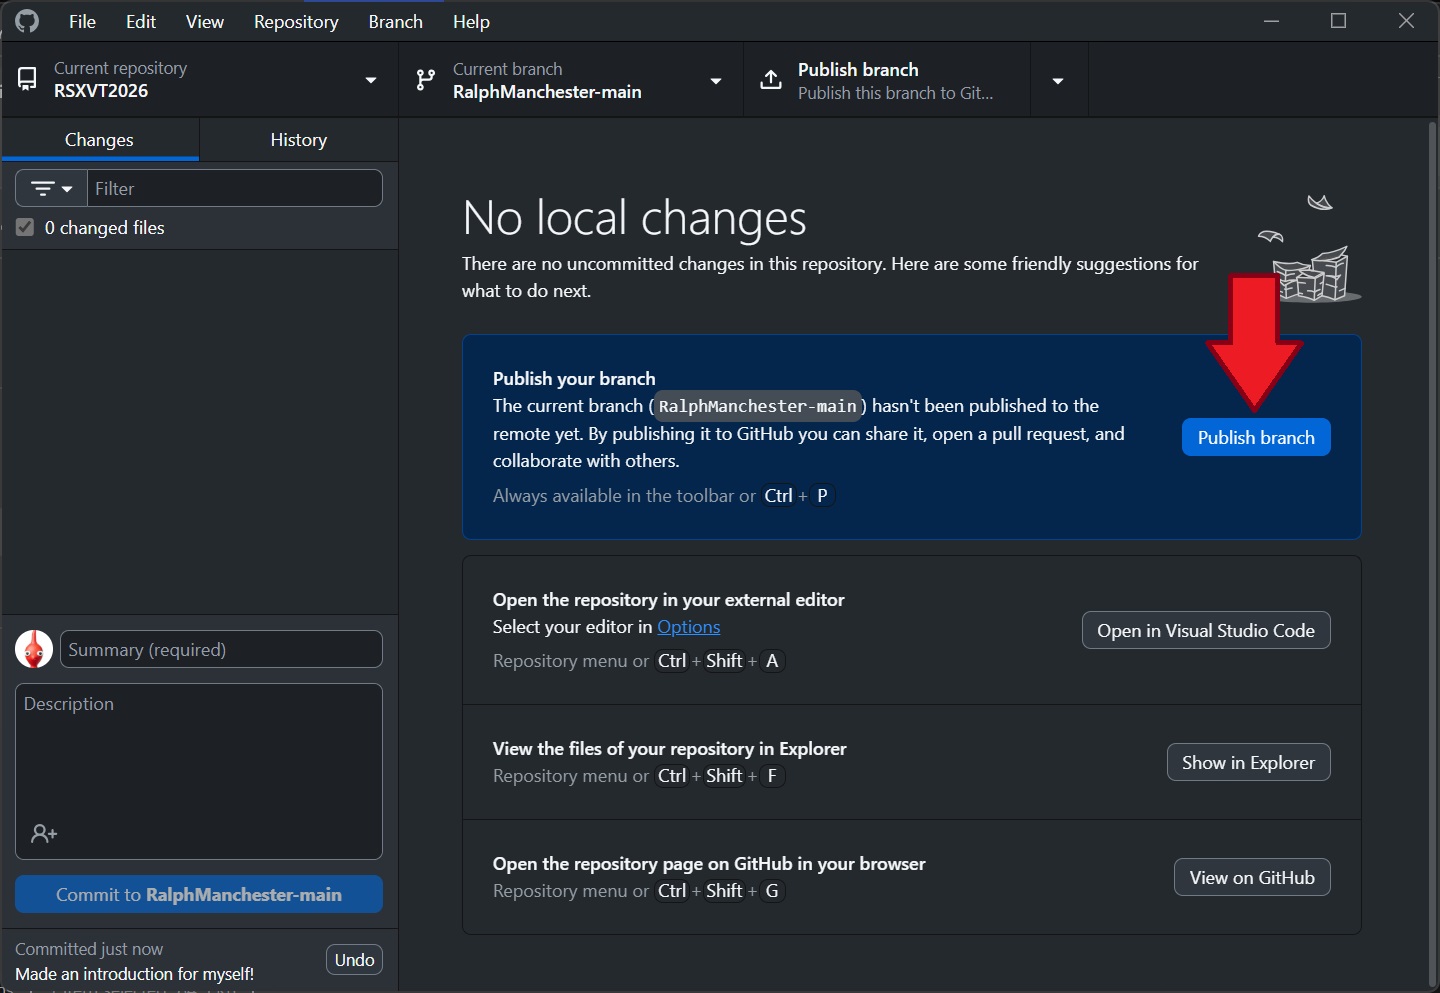 File Edit View Repository Branch Help
Current repository
RSXVT2026
Current branch
RalphManchester-main
Publish branch
Publish this branch to Git...
Changes
History
Filter
0 changed files
No local changes
There are no uncommitted changes in this repository. Here are some friendly suggestions for
what to do next.
Publish your branch
The current branch (RalphManchester-main) hasn't been published to the
remote yet. By publishing it to GitHub you can share it, open a pull request, and
collaborate with others.
Always available in the toolbar or Ctrl + P
Publish branch
Open the repository in your external editor
Select your editor in Options
Repository menu or Ctrl + Shift + A
Open in Visual Studio Code
View the files of your repository in Explorer
Repository menu or Ctrl + Shift + F
Show in Explorer
Open the repository page on GitHub in your browser
Repository menu or Ctrl + Shift + G
View on GitHub
Summary (required)
Description
Commit to RalphManchester-main
Committed just now
Made an introduction for myself!
Undo